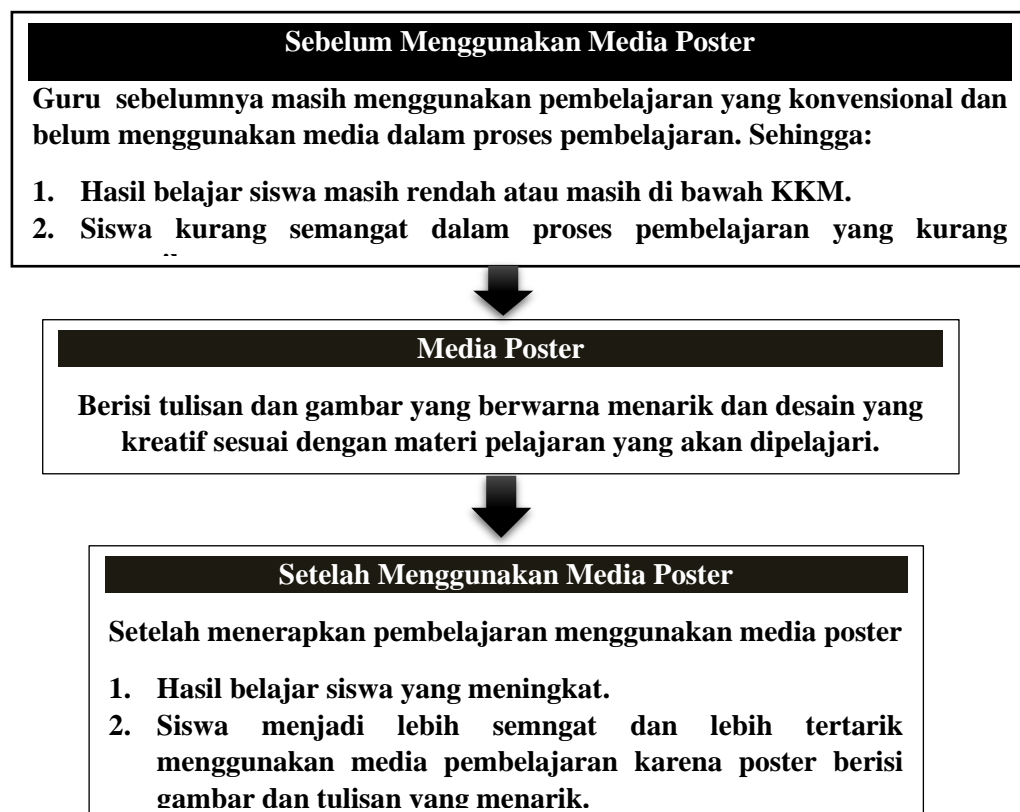 Sebelum Menggunakan Media Poster
Guru sebelumnya masih menggunakan pembelajaran yang konvensional dan
belum menggunakan media dalam proses pembelajaran. Sehingga:
1. Hasil belajar siswa masih rendah atau masih di bawah KKM.
2. Siswa kurang semangat dalam proses pembelajaran yang kurang
Media Poster
Berisi tulisan dan gambar yang berwarna menarik dan desain yang
kreatif sesuai dengan materi pelajaran yang akan dipelajari.
Setelah Menggunakan Media Poster
Setelah menerapkan pembelajaran menggunakan media poster
1. Hasil belajar siswa yang meningkat.
2. Siswa menjadi lebih semngat dan lebih tertarik
menggunakan media pembelajaran karena poster berisi
gambar dan tulisan yang menarik.